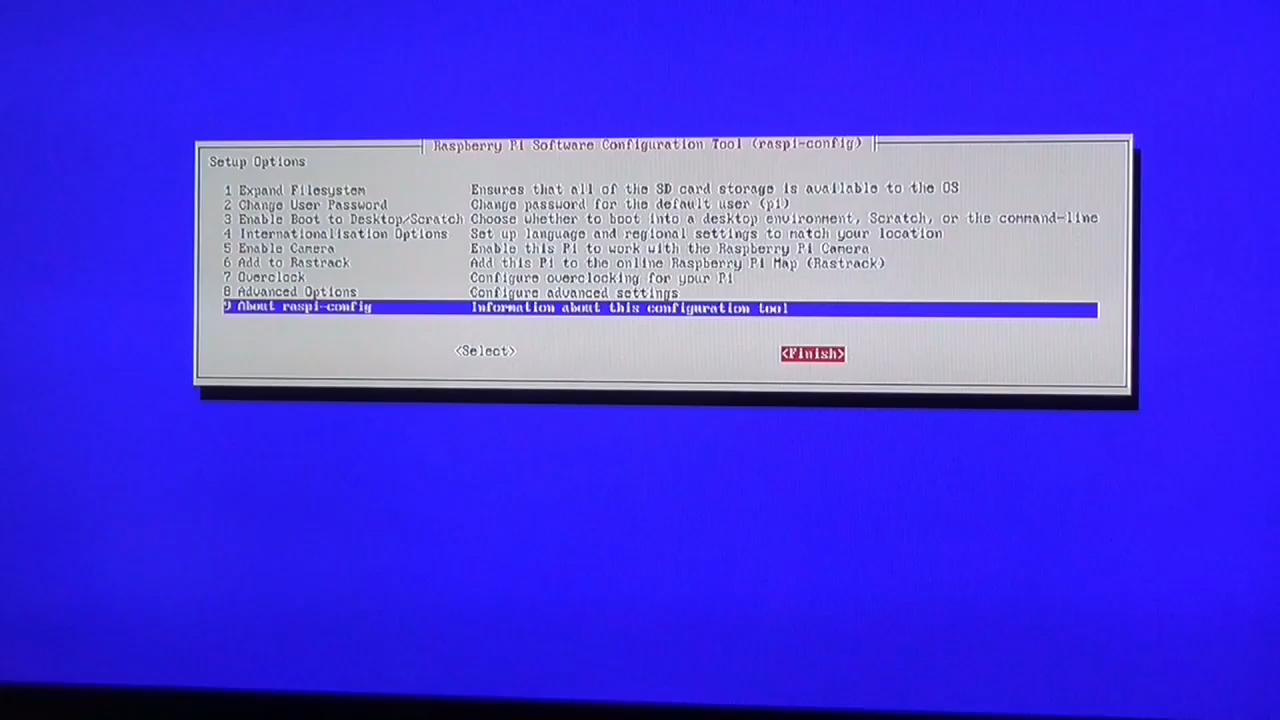 Raspberry Pi Software Configuration Tool (raspi-config)
Setup Options
1 Expand Filesystem Ensures that all of the SD card storage is available to the OS
2 Change User Password Change password for the default user (pi)
3 Enable Boot to Desktop/Scratch Choose whether to boot into a desktop environment, Scratch, or the command-line
4 Internationalisation Options Set up language and regional settings to match your location
5 Enable Camera Enable this Pi to work with the Raspberry Pi Camera
6 Add to Rastrack Add this Pi to the online Raspberry Pi Map (Rastrack)
7 Overclock Configure overclocking for your Pi
8 Advanced Options Configure advanced settings
9 About raspi-config Information about this configuration tool
<Select> <Finish>